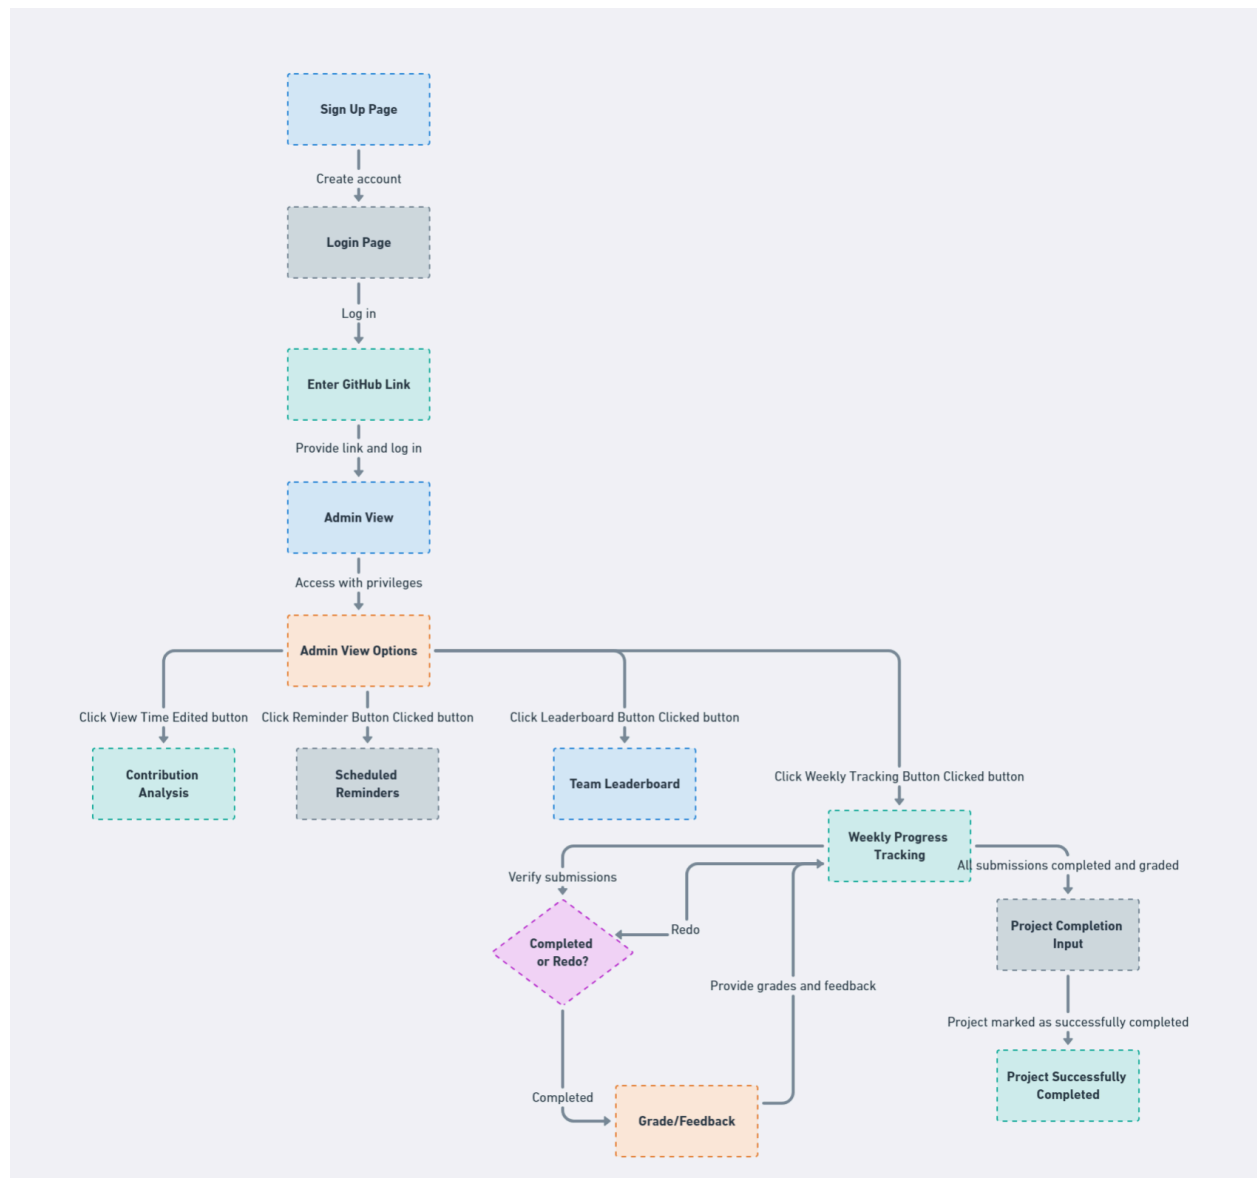 Sign Up Page
Create account
Login Page
Log in
Enter GitHub Link
Provide link and log in
Admin View
Access with privileges
Admin View Options
Click View Time Edited button
Click Reminder Button Clicked button
Click Leaderboard Button Clicked button
Contribution
Analysis
Scheduled
Reminders
Team Leaderboard
Click Weekly Tracking Button Clicked button
Weekly Progress
Tracking
Verify submissions
All submissions completed and graded
Completed
or Redo?
Redo
Project Completion
Input
Provide grades and feedback
Project marked as successfully completed
Project Successfully
Completed
Completed
Grade/Feedback